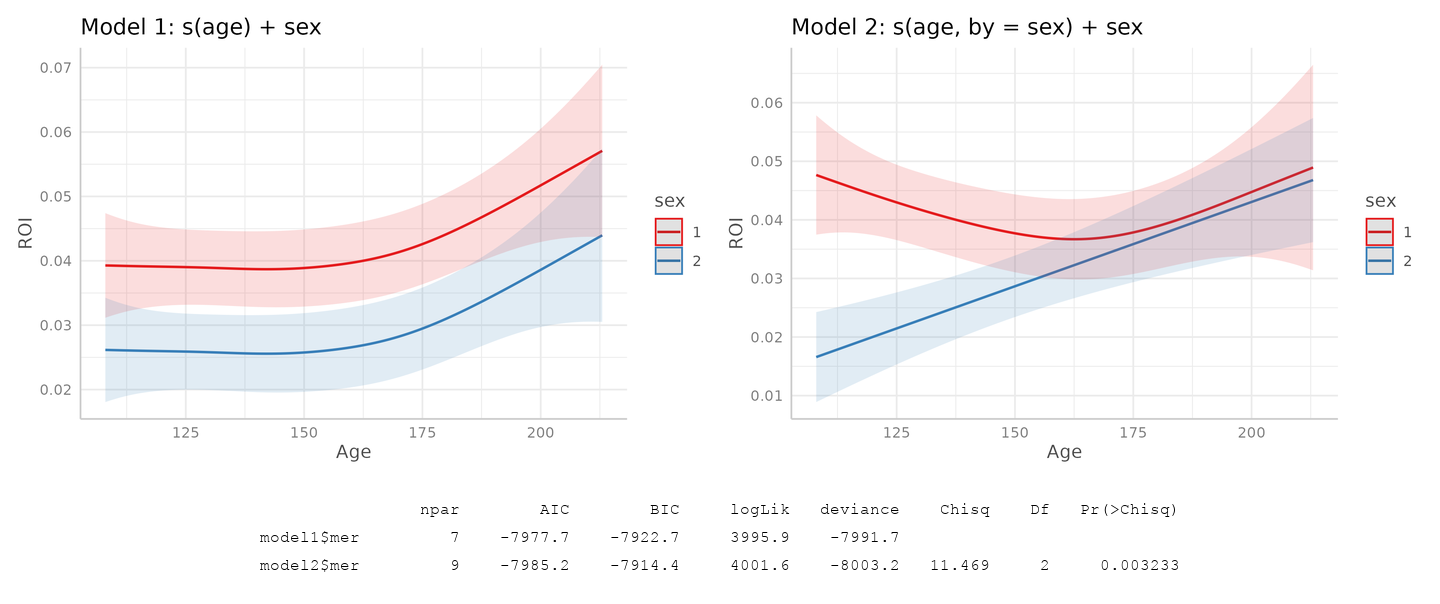 Model 1: s(age) + sex
0.07
0.06
0.05
0.04
0.03
0.02
ROI
125 150 175 200
Age
sex
1
2
Model 2: s(age, by = sex) + sex
0.06
0.05
0.04
0.03
0.02
0.01
ROI
125 150 175 200
Age
sex
1
2
npar AIC BIC logLik deviance Chisq Df Pr(>Chisq)
model1$mer 7 -7977.7 -7922.7 3995.9 -7991.7
model2$mer 9 -7985.2 -7914.4 4001.6 -8003.2 11.469 2 0.003233